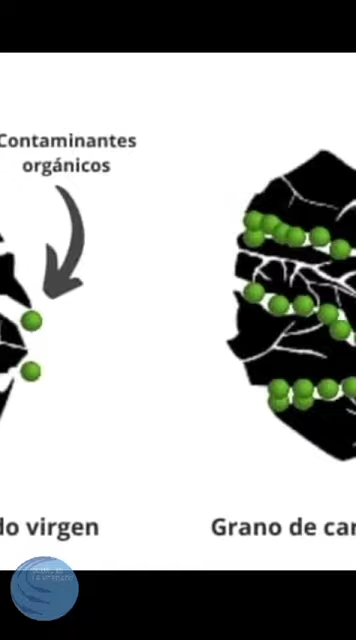 Contaminantes
orgánicos
do virgen
Grano de car